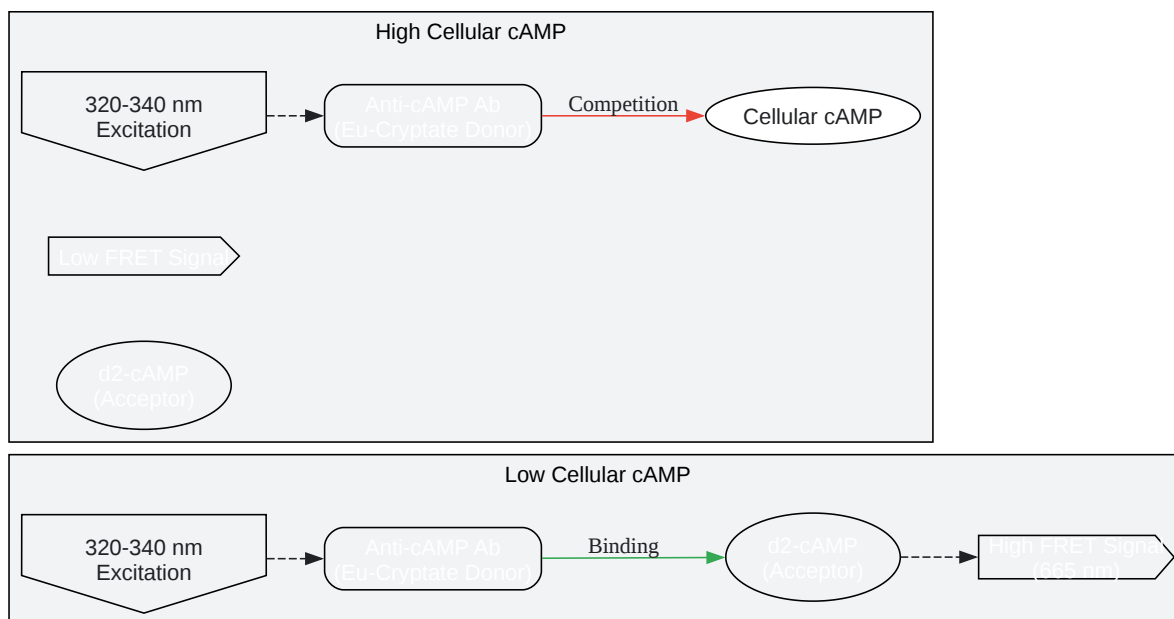 High Cellular cAMP
320-340 nm
Excitation
Anti-cAMP Ab
(Eu-Cryptate Donor)
Competition
Cellular cAMP
Low FRET Signal
d2-cAMP
(Acceptor)
Low Cellular cAMP
320-340 nm
Excitation
Anti-cAMP Ab
(Eu-Cryptate Donor)
Binding
d2-cAMP
(Acceptor)
High FRET Signal
(665 nm)